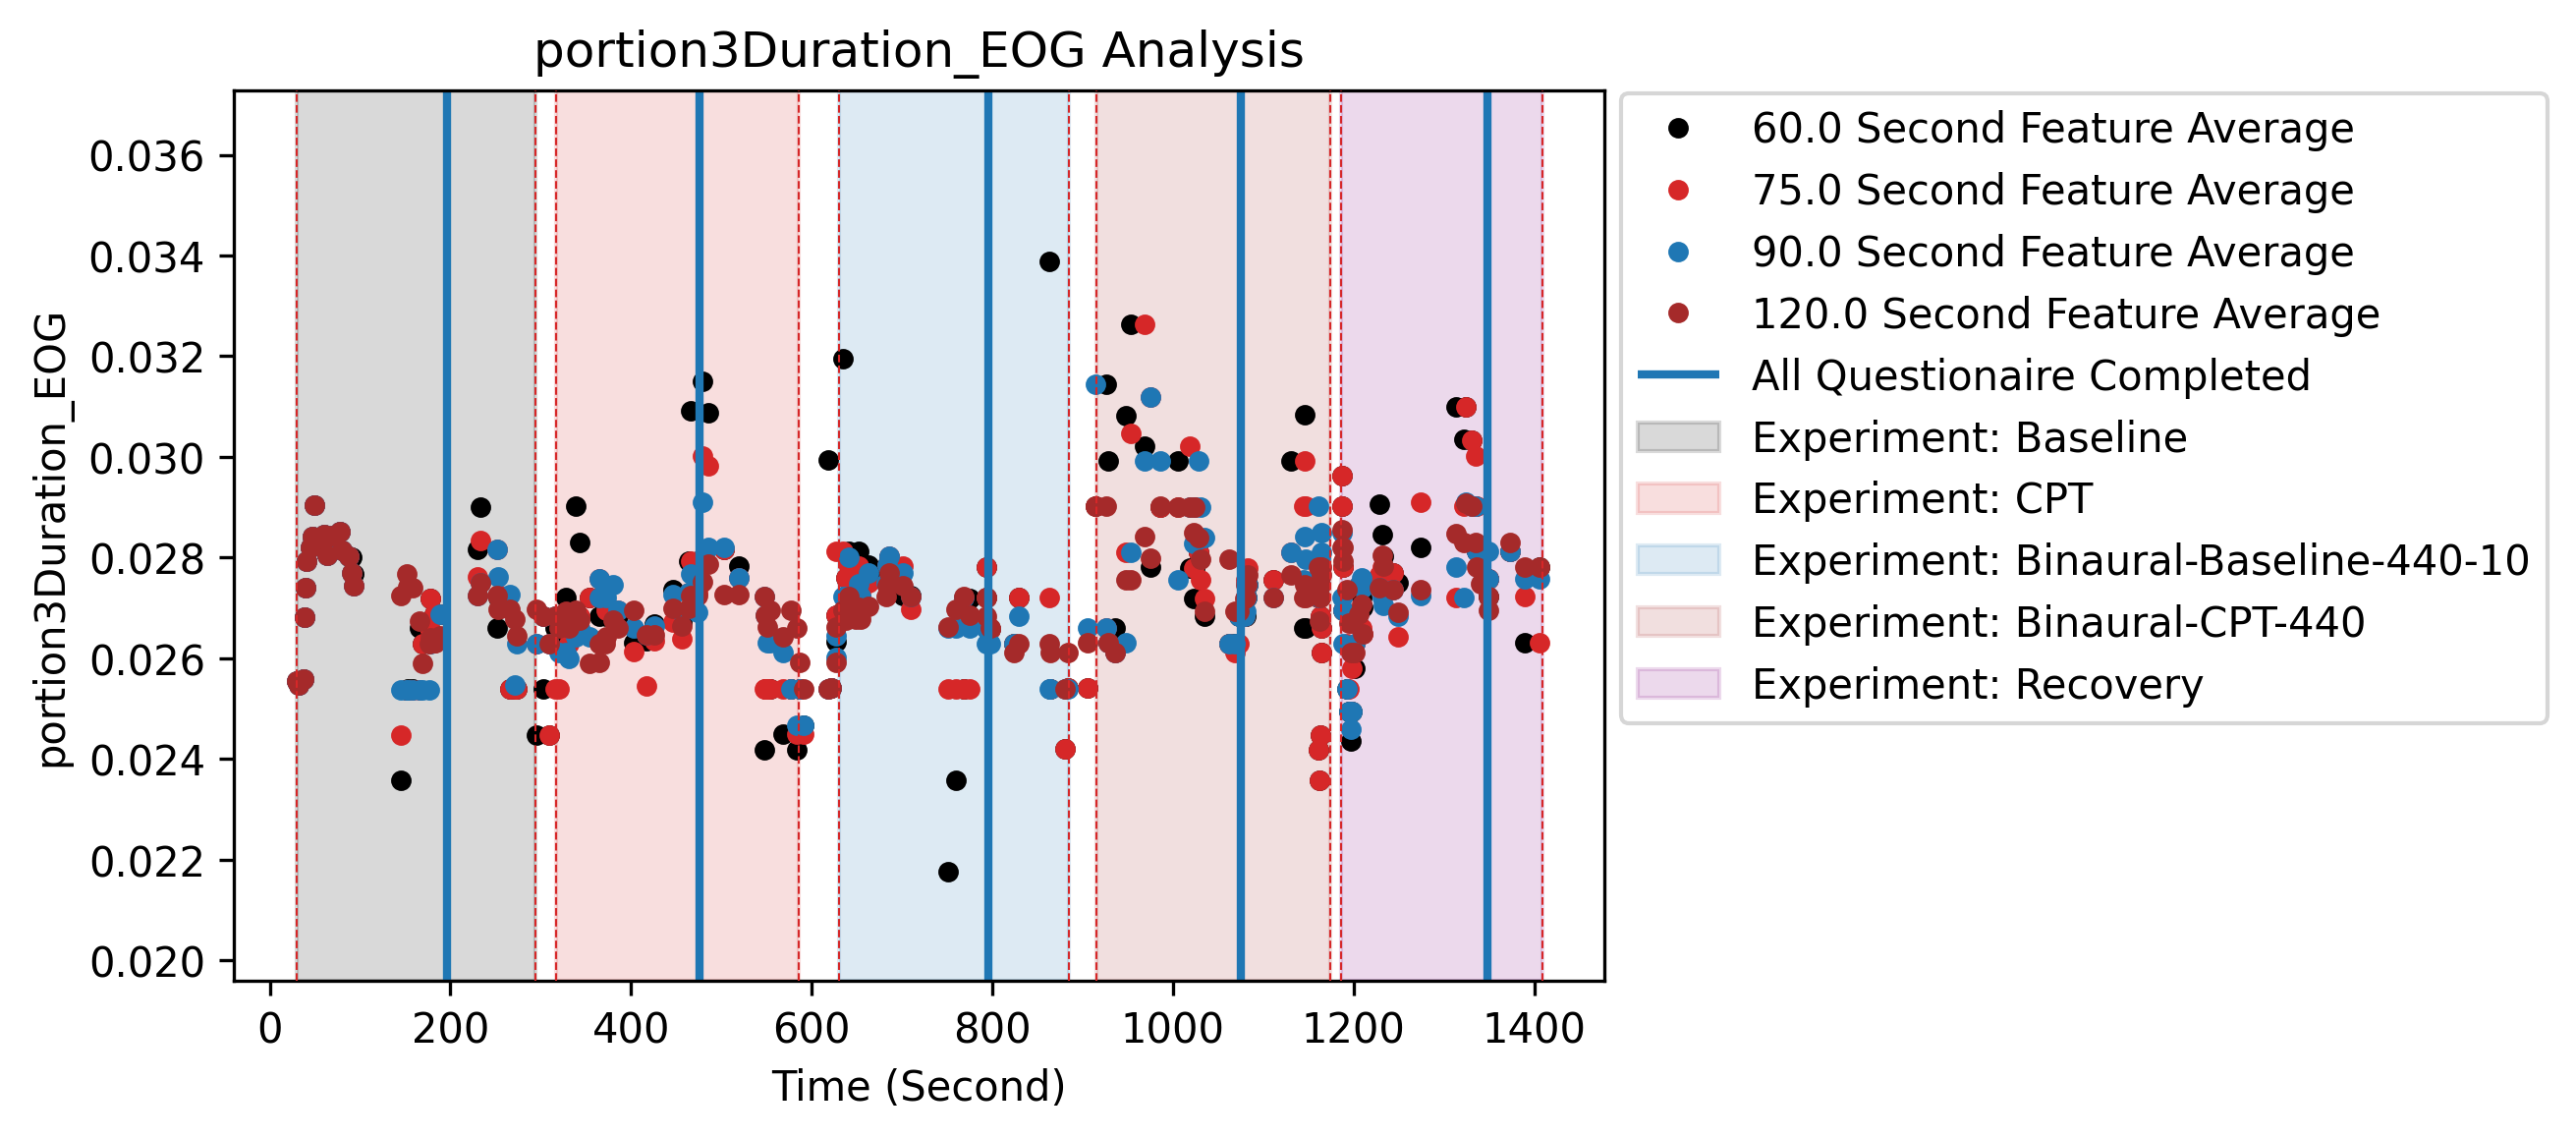 portion3Duration_EOG Analysis
portion3Duration_EOG
0.036
0.034
0.032
0.030
0.028
0.026
0.024
0.022
0.020
0 200 400 600 800 1000 1200 1400
Time (Second)
60.0 Second Feature Average
75.0 Second Feature Average
90.0 Second Feature Average
120.0 Second Feature Average
All Questionaire Completed
Experiment: Baseline
Experiment: CPT
Experiment: Binaural-Baseline-440-10
Experiment: Binaural-CPT-440
Experiment: Recovery